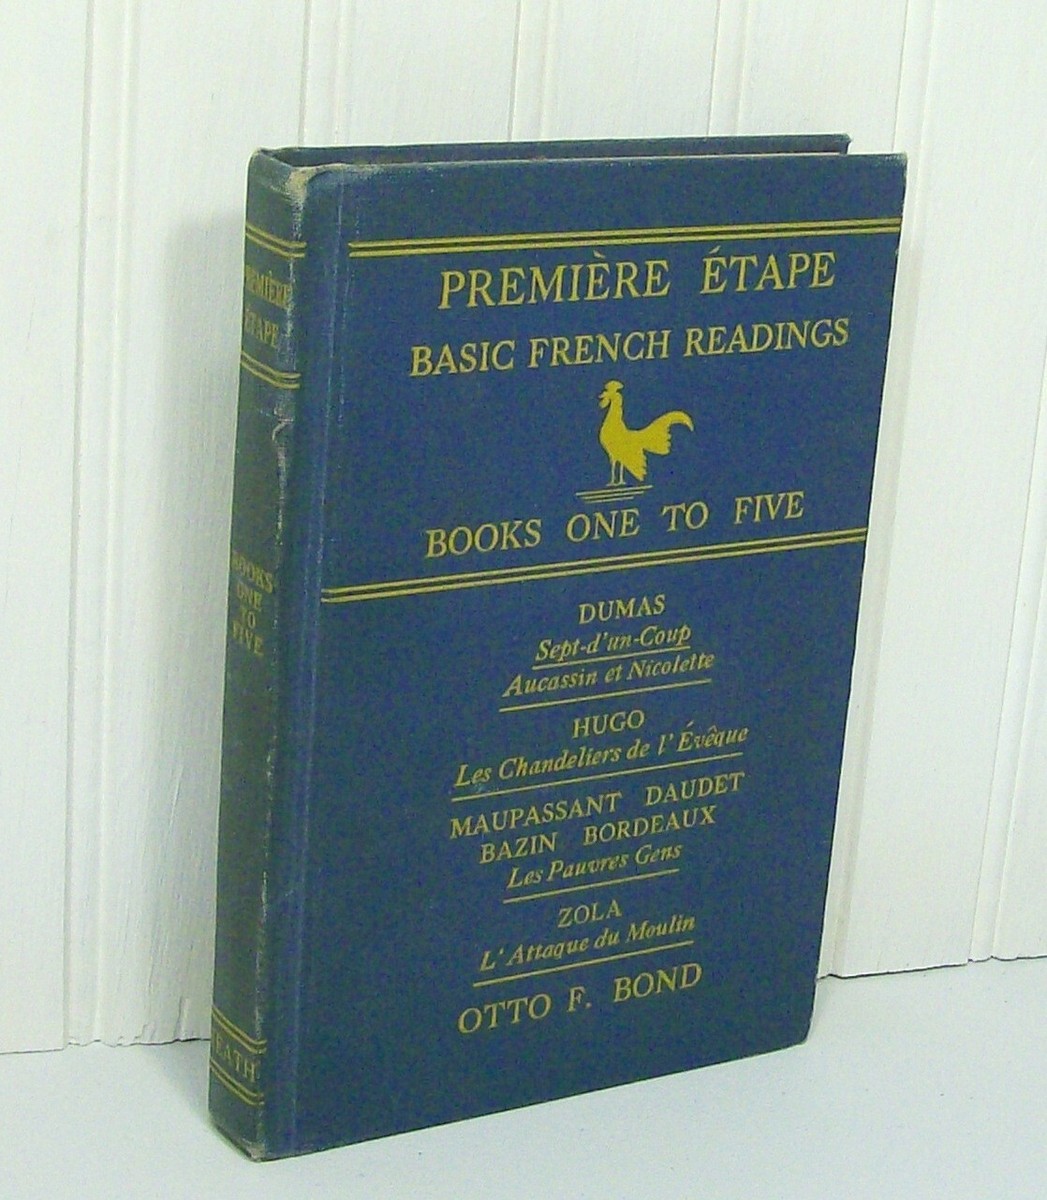 PREMIÈRE ÉTAPE
BASIC FRENCH READINGS
BOOKS ONE TO FIVE
DUMAS
Sept-d'un-Coup
Aucassin et Nicolette
HUGO
Les Chandeliers de l'Évêque
MAUPASSANT DAUDET
BAZIN BORDEAUX
Les Pauvres Gens
ZOLA
L'Attaque du Moulin
OTTO F. BOND
PREMIÈRE
ÉTAPE
BOOKS
ONE
TO
FIVE
HEATH